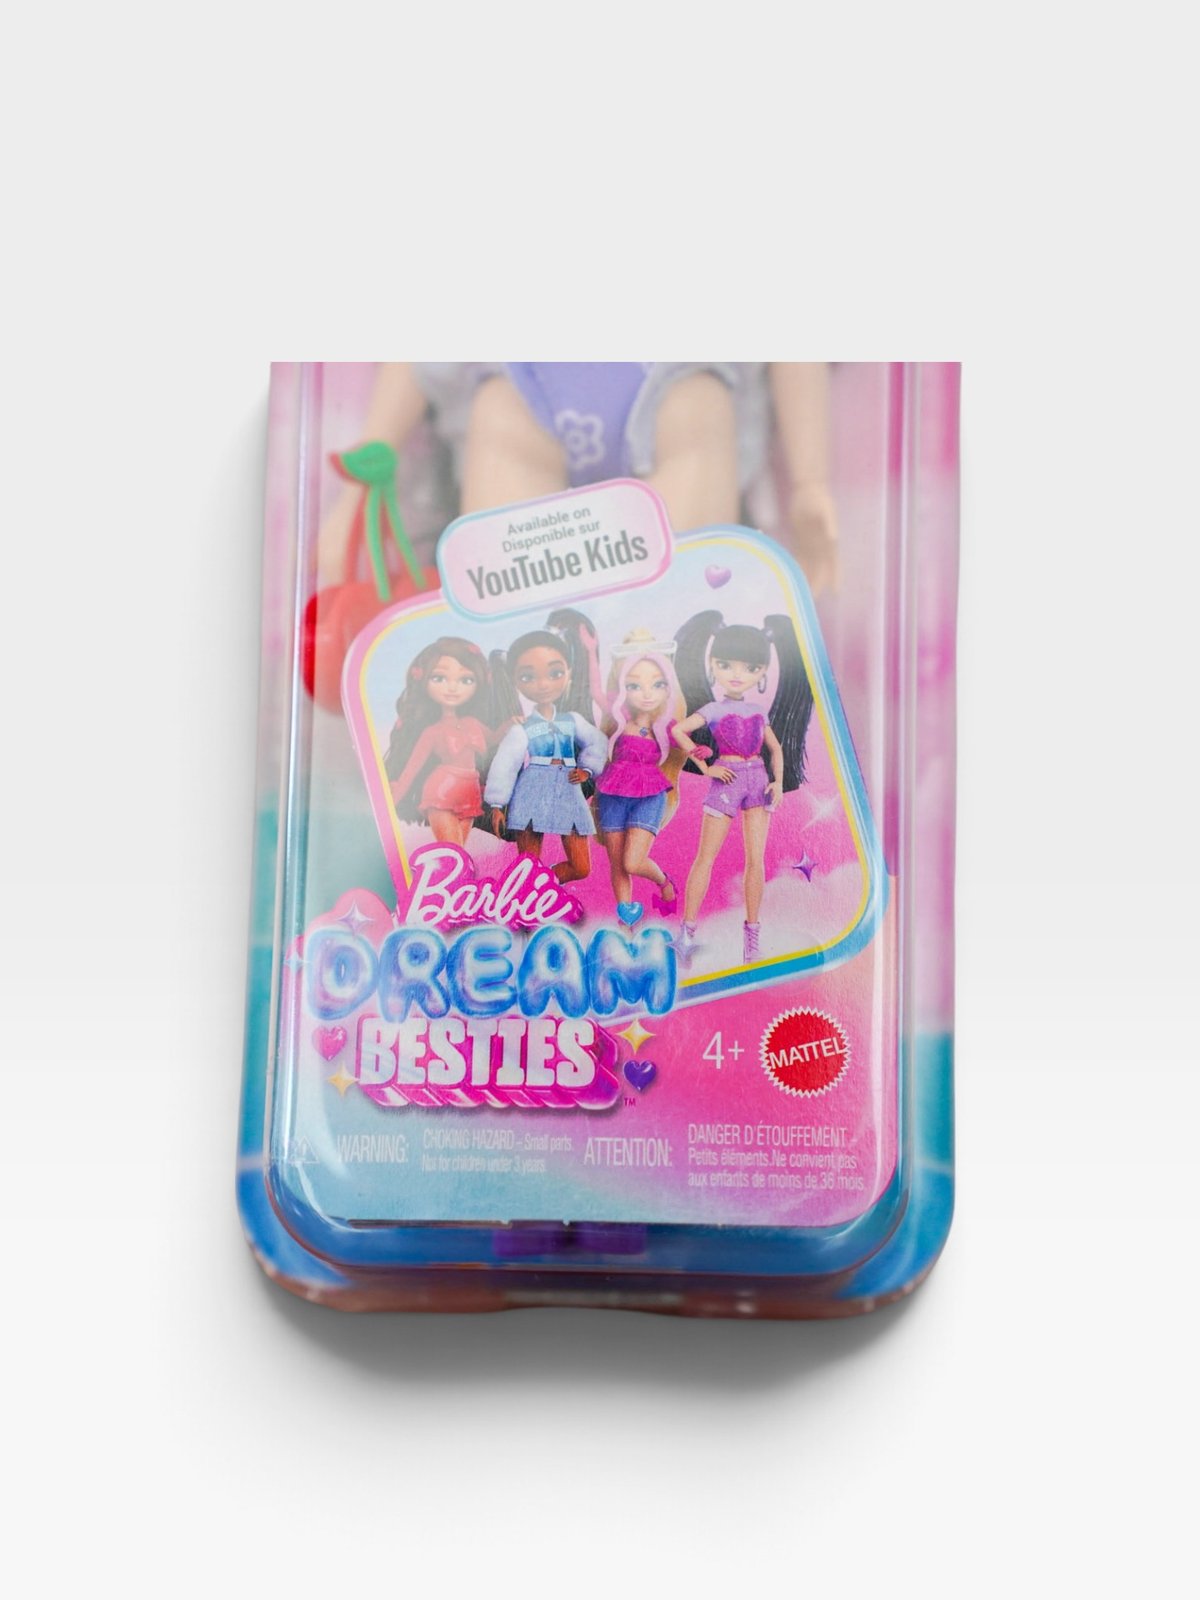 Available on
Disponible sur
YouTube Kids
Barbie
DREAM
BESTIES
™
4+
MATTEL
WARNING:
CHOKING HAZARD – Small parts
Not for children under 3 years.
ATTENTION:
DANGER D'ÉTOUFFEMENT –
Petits éléments. Ne convient pas
aux enfants de moins de 36 mois.